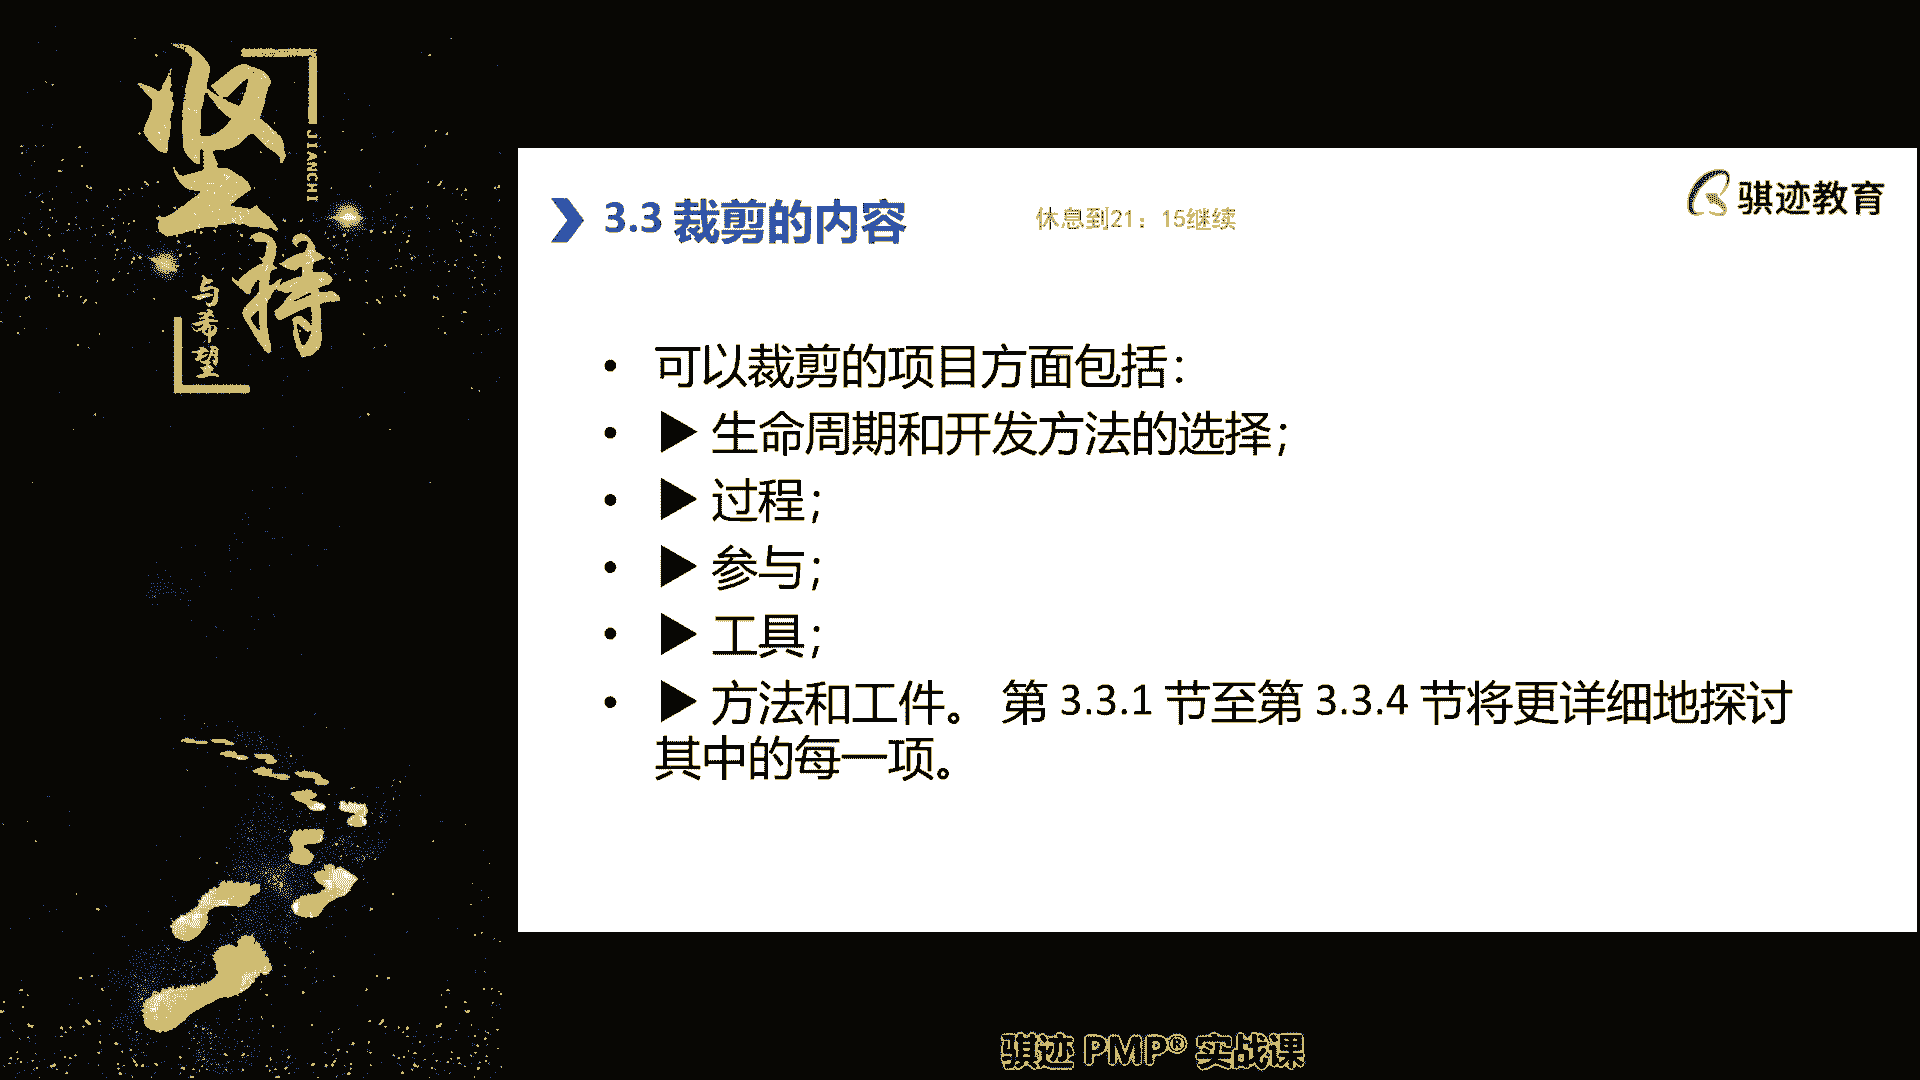 坚持
JIANCHI
与希望
3.3 裁剪的内容
休息到21：15继续
骐迹教育
• 可以裁剪的项目方面包括：
• ▶ 生命周期和开发方法的选择；
• ▶ 过程；
• ▶ 参与；
• ▶ 工具；
• ▶ 方法和工件。 第 3.3.1 节至第 3.3.4 节将更详细地探讨
其中的每一项。
骐迹 PMP® 实战课